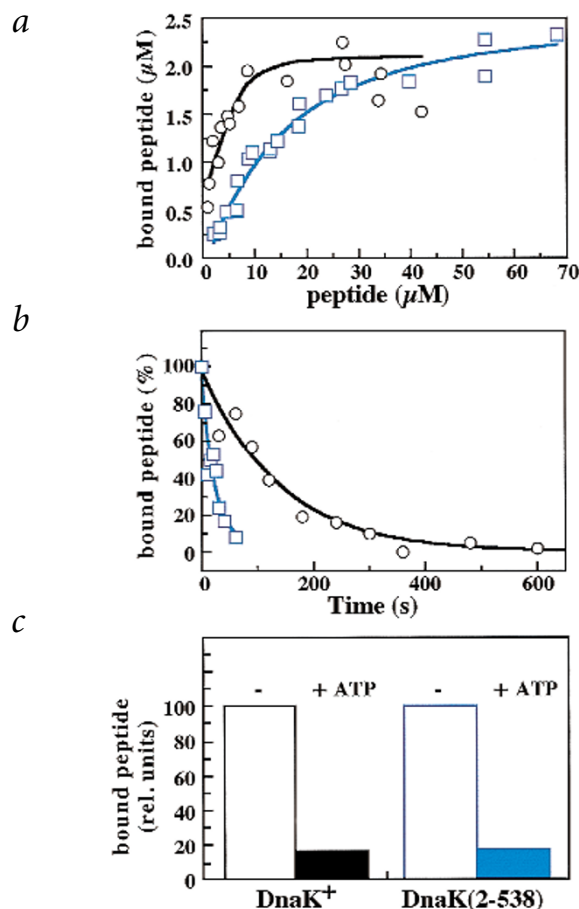 a
bound peptide (μM)
2.5
2.0
1.5
1.0
0.5
0.0
0 10 20 30 40 50 60 70
peptide (μM)
b
bound peptide (%)
100
80
60
40
20
0
0 200 400 600
Time (s)
c
bound peptide
(rel. units)
100
80
60
40
20
0
- + ATP - + ATP
DnaK+ DnaK(2-538)